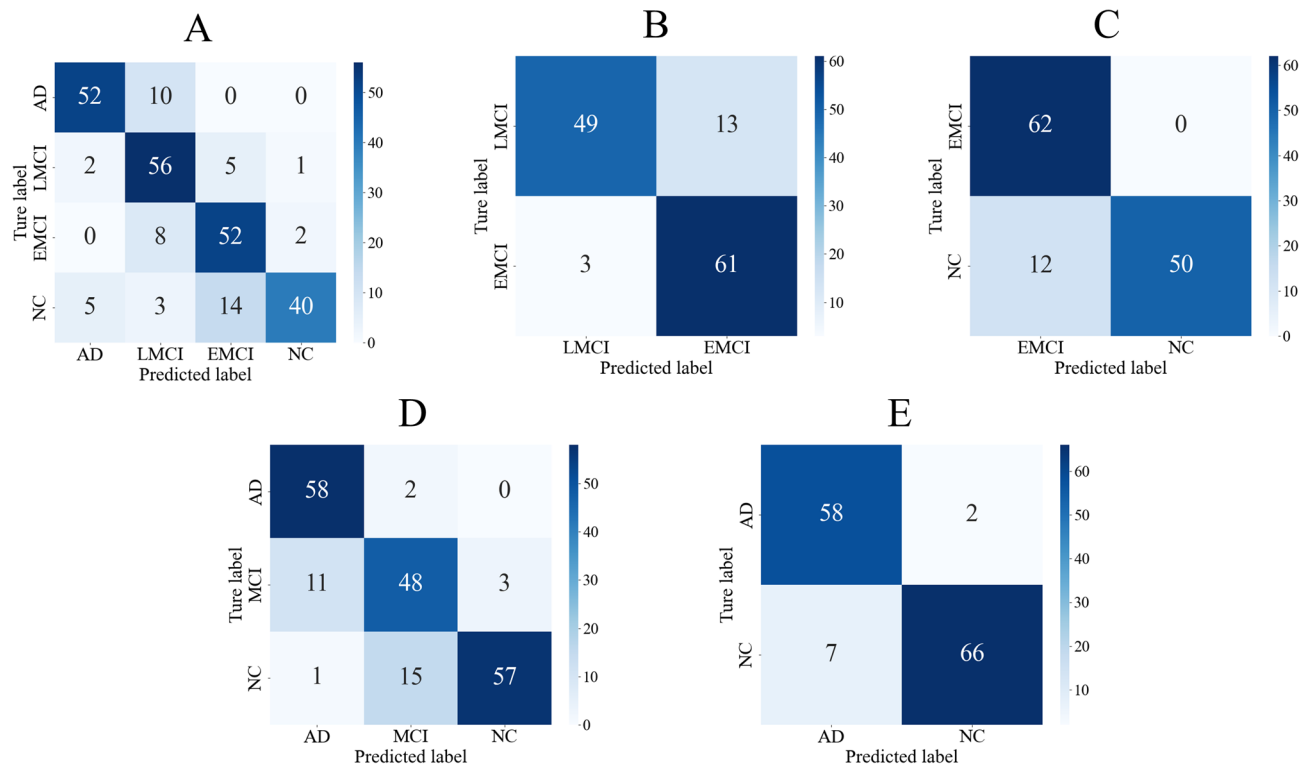 A
B
C
AD
52
10
0
0
LMCI
2
56
5
1
EMCI
0
8
52
2
NC
5
3
14
40
AD
LMCI
EMCI
NC
Ture label
Predicted label
50
40
30
20
10
0
LMCI
49
13
EMCI
3
61
LMCI
EMCI
Ture label
Predicted label
60
50
40
30
20
10
EMCI
62
0
NC
12
50
EMCI
NC
Ture label
Predicted label
60
50
40
30
20
10
0
D
E
AD
58
2
0
MCI
11
48
3
NC
1
15
57
AD
MCI
NC
Ture label
Predicted label
50
40
30
20
10
0
AD
58
2
NC
7
66
AD
NC
Ture label
Predicted label
60
50
40
30
20
10